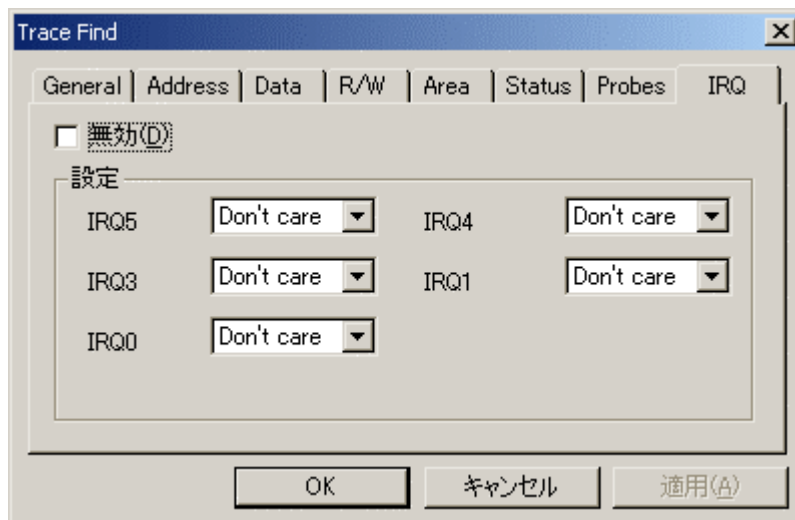 Trace Find
General Address Data R/W Area Status Probes IRQ
無効(D)
設定
IRQ5 Don't care IRQ4 Don't care
IRQ3 Don't care IRQ1 Don't care
IRQ0 Don't care
OK キャンセル 適用(A)